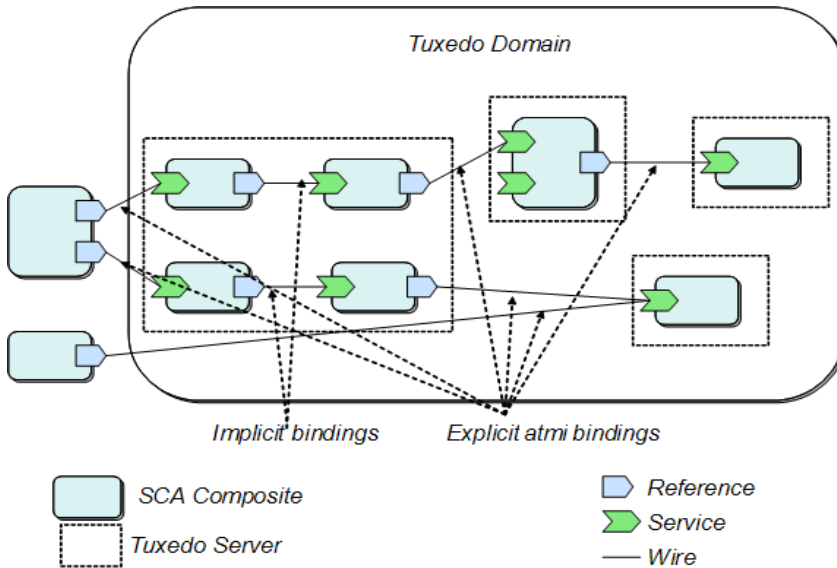 Tuxedo Domain
Implicit bindings
Explicit atmi bindings
SCA Composite
Tuxedo Server
Reference
Service
Wire